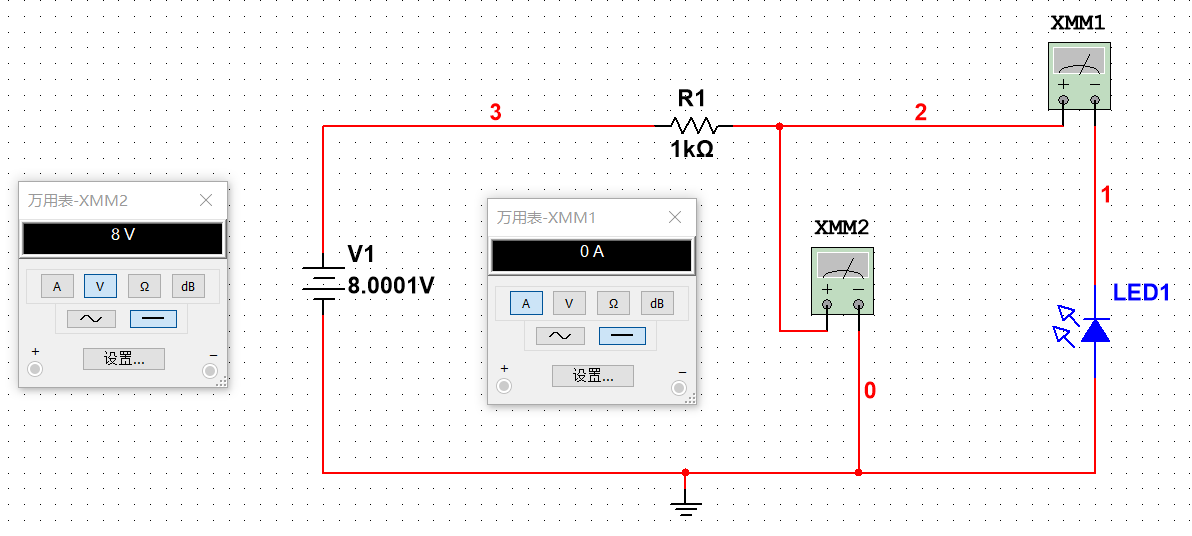 XMM1
+ −
R1
3
2
1kΩ
万用表-XMM2
8 V
A V Ω dB
设置...
+ −
万用表-XMM1
0 A
A V Ω dB
设置...
+ −
1
XMM2
+ −
V1
8.0001V
LED1
0